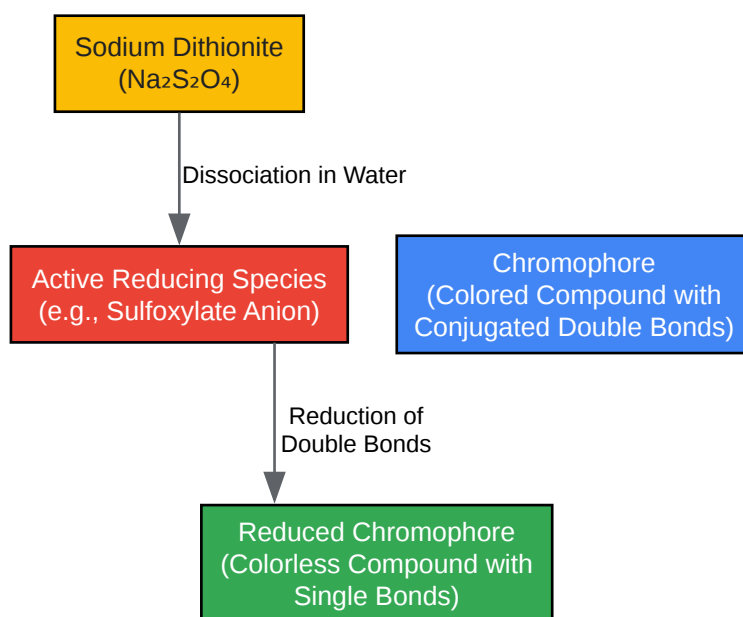 Sodium Dithionite
(Na₂S₂O₄)
Dissociation in Water
Active Reducing Species
(e.g., Sulfoxylate Anion)
Chromophore
(Colored Compound with
Conjugated Double Bonds)
Reduction of
Double Bonds
Reduced Chromophore
(Colorless Compound with
Single Bonds)